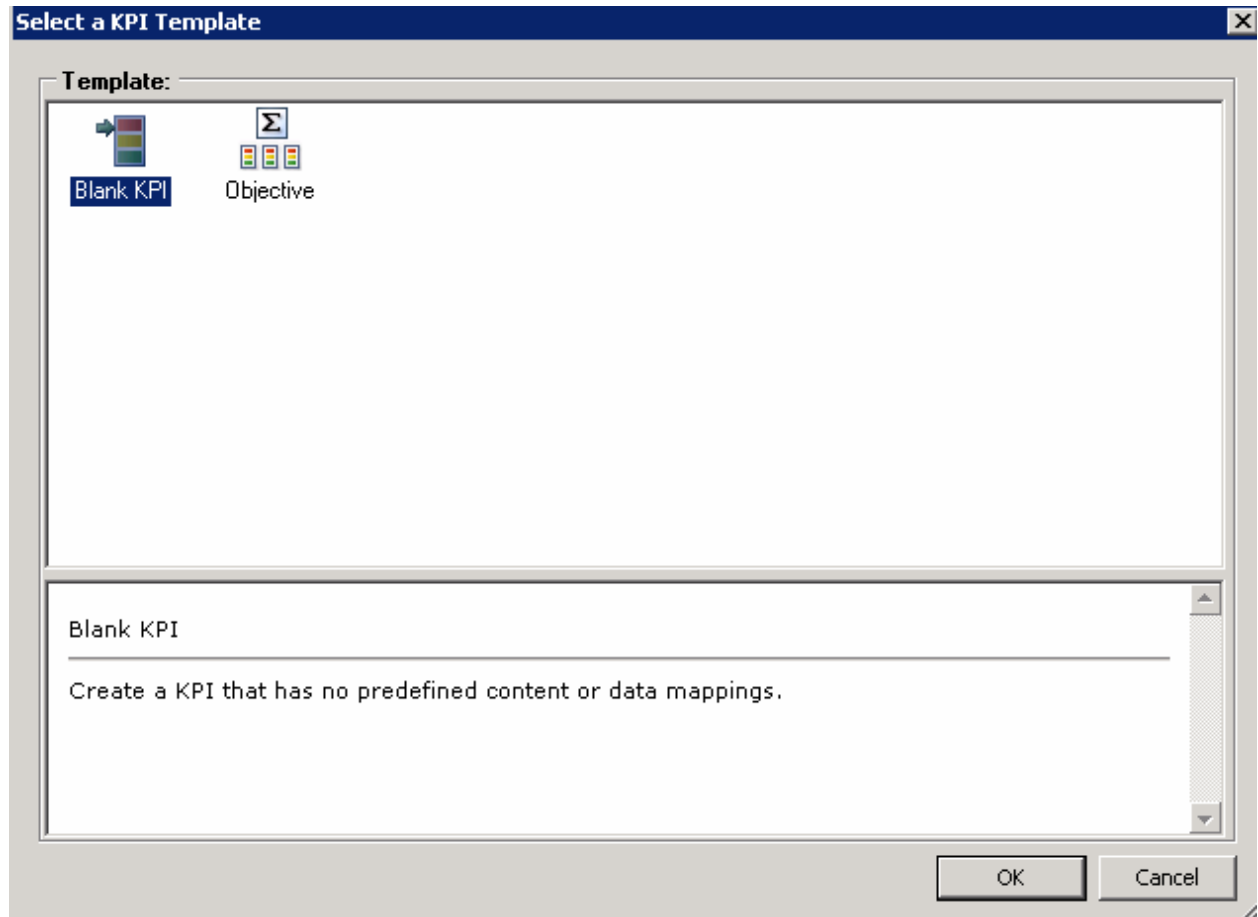 Select a KPI Template
Template:
Σ
Blank KPI
Objective
Blank KPI
Create a KPI that has no predefined content or data mappings.
OK
Cancel